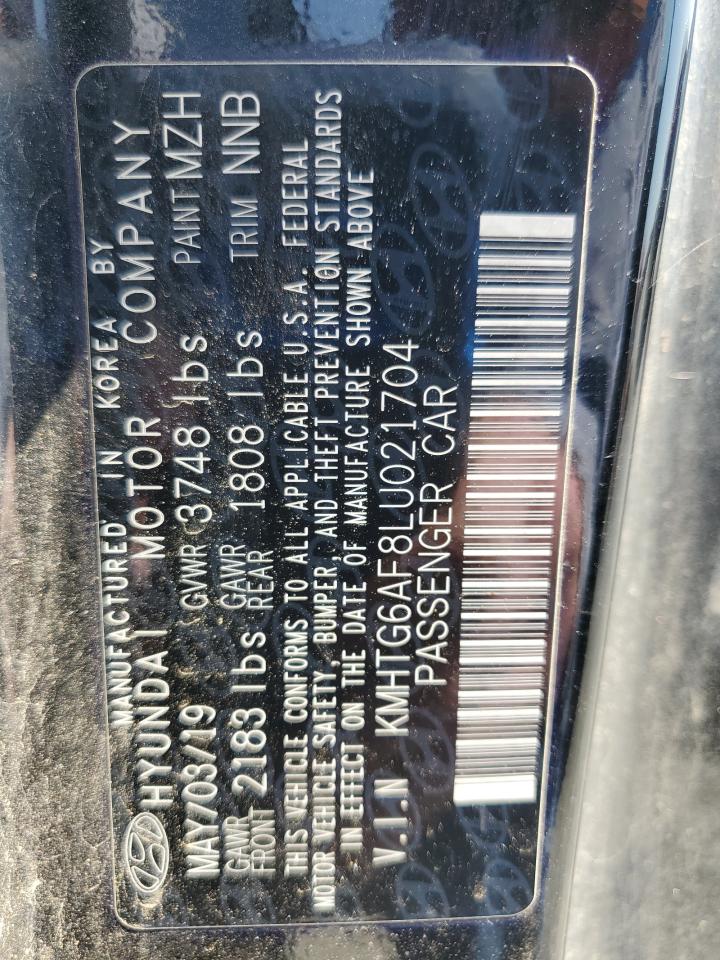 MANUFACTURED IN KOREA BY
HYUNDAI MOTOR COMPANY
MAY/03/19 GVWR 3748 lbs PAINT MZH
GAWR FRONT 2183 lbs GAWR REAR 1808 lbs TRIM NNB
THIS VEHICLE CONFORMS TO ALL APPLICABLE U.S.A. FEDERAL
MOTOR VEHICLE SAFETY, BUMPER, AND THEFT PREVENTION STANDARDS
IN EFFECT ON THE DATE OF MANUFACTURE SHOWN ABOVE
V.I.N KMHTG6AF8LU021704
PASSENGER CAR